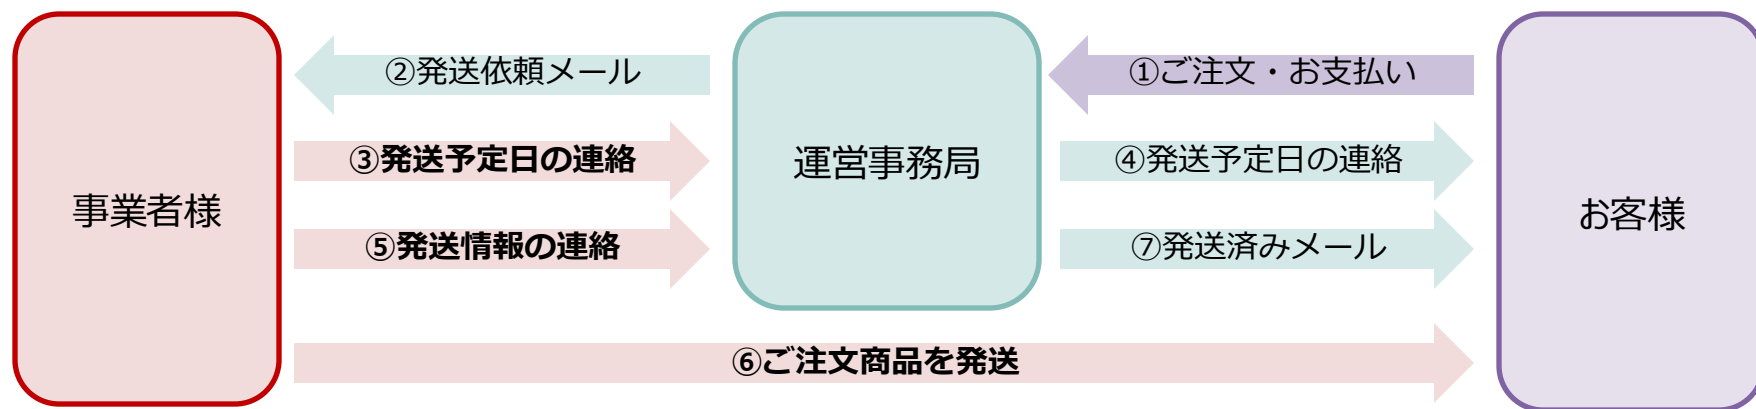 事業者様
②発送依頼メール
③発送予定日の連絡
⑤発送情報の連絡
運営事務局
①ご注文・お支払い
④発送予定日の連絡
⑦発送済みメール
お客様
⑥ご注文商品を発送